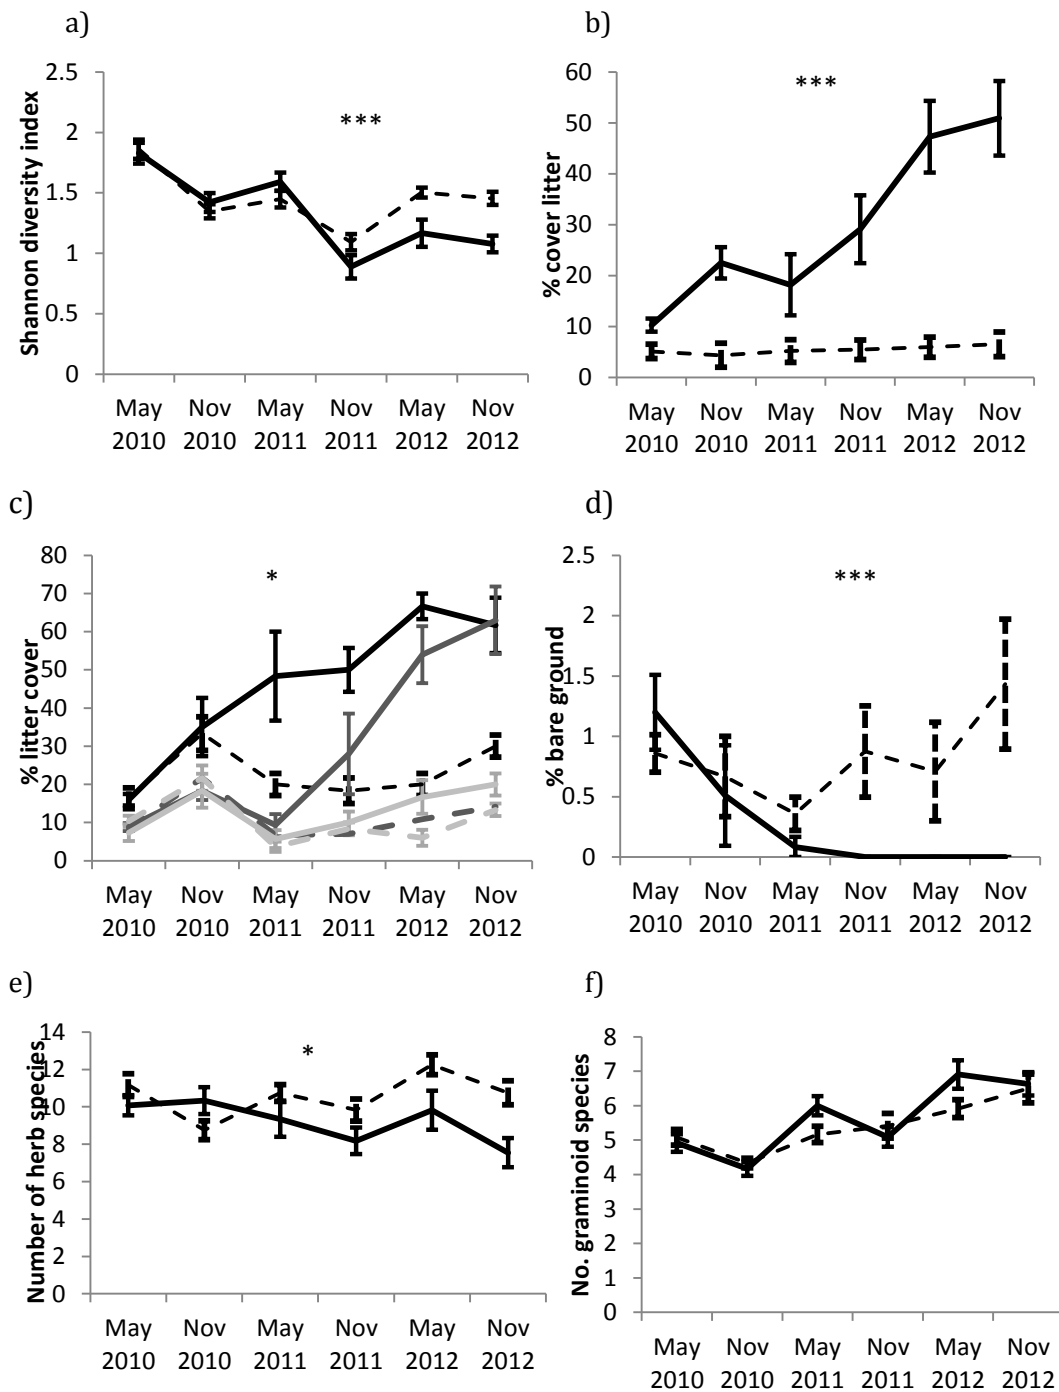 a)
Shannon diversity index
2.5
2
1.5
1
0.5
0
***
May Nov May Nov May Nov
2010 2010 2011 2011 2012 2012
b)
% cover litter
60
50
40
30
20
10
0
***
May Nov May Nov May Nov
2010 2010 2011 2011 2012 2012
c)
% litter cover
80
70
60
50
40
30
20
10
0
*
May Nov May Nov May Nov
2010 2010 2011 2011 2012 2012
d)
% bare ground
2.5
2
1.5
1
0.5
0
***
May Nov May Nov May Nov
2010 2010 2011 2011 2012 2012
e)
Number of herb species
14
12
10
8
6
4
2
0
*
May Nov May Nov May Nov
2010 2010 2011 2011 2012 2012
f)
No. graminoid species
8
7
6
5
4
3
2
1
0
May Nov May Nov May Nov
2010 2010 2011 2011 2012 2012